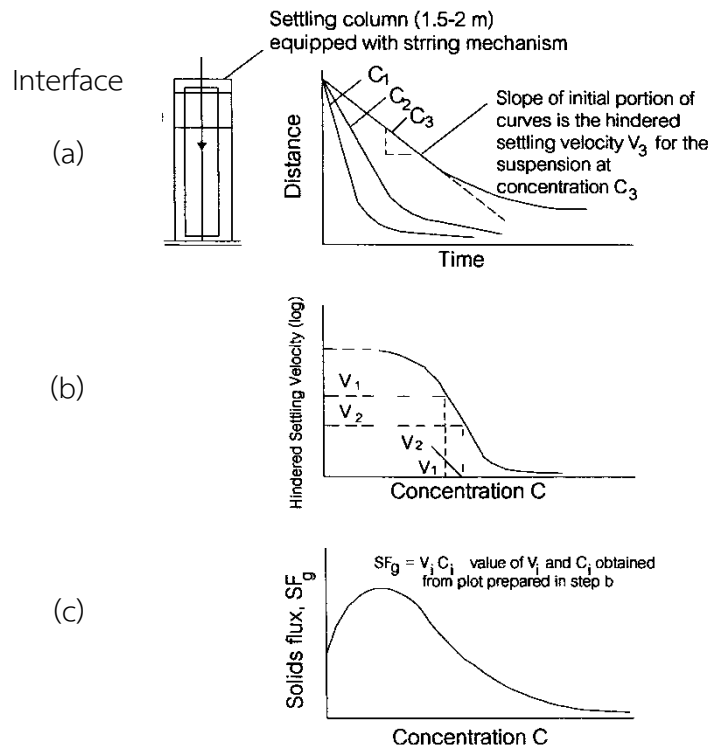 Settling column (1.5-2 m)
equipped with strring mechanism
Interface
(a)
C1
C2C3
Slope of initial portion of
curves is the hindered
settling velocity V3 for the
suspension at
concentration C3
Distance
Time
(b)
Hindered Settling Velocity (log)
V1
V2
V2
V1
Concentration C
(c)
SFg = Vi Ci value of Vi and Ci obtained
from plot prepared in step b
Solids flux, SFg
Concentration C